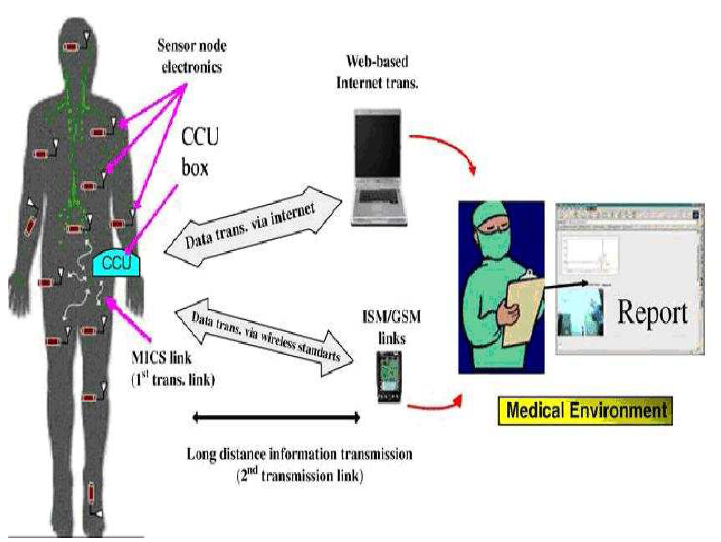 Sensor node
electronics
CCU
box
Web-based
Internet trans.
Data trans. via internet
CCU
Data trans, via wireless standarts
ISM/GSM
links
MICS link
(1st trans. link)
Long distance information transmission
(2nd transmission link)
Report
Medical Environment